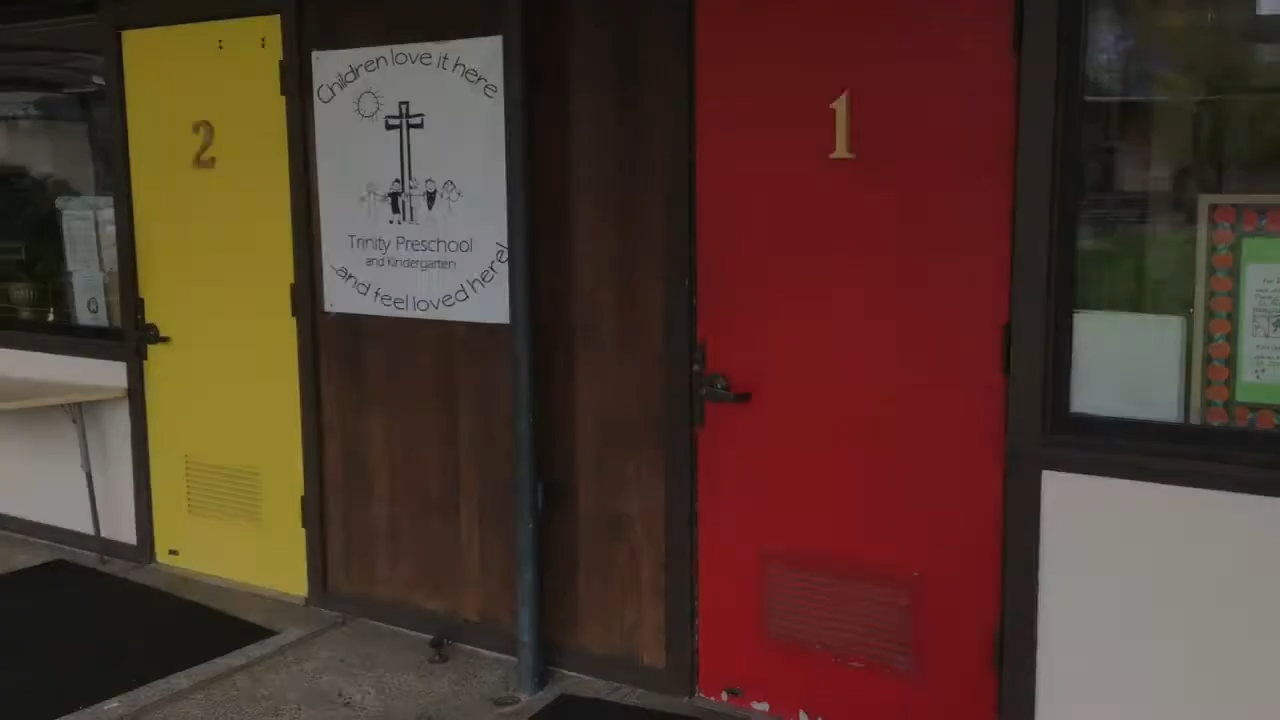 2
Children love it here
Trinity Preschool
and Kindergarten
and feel loved here!
1